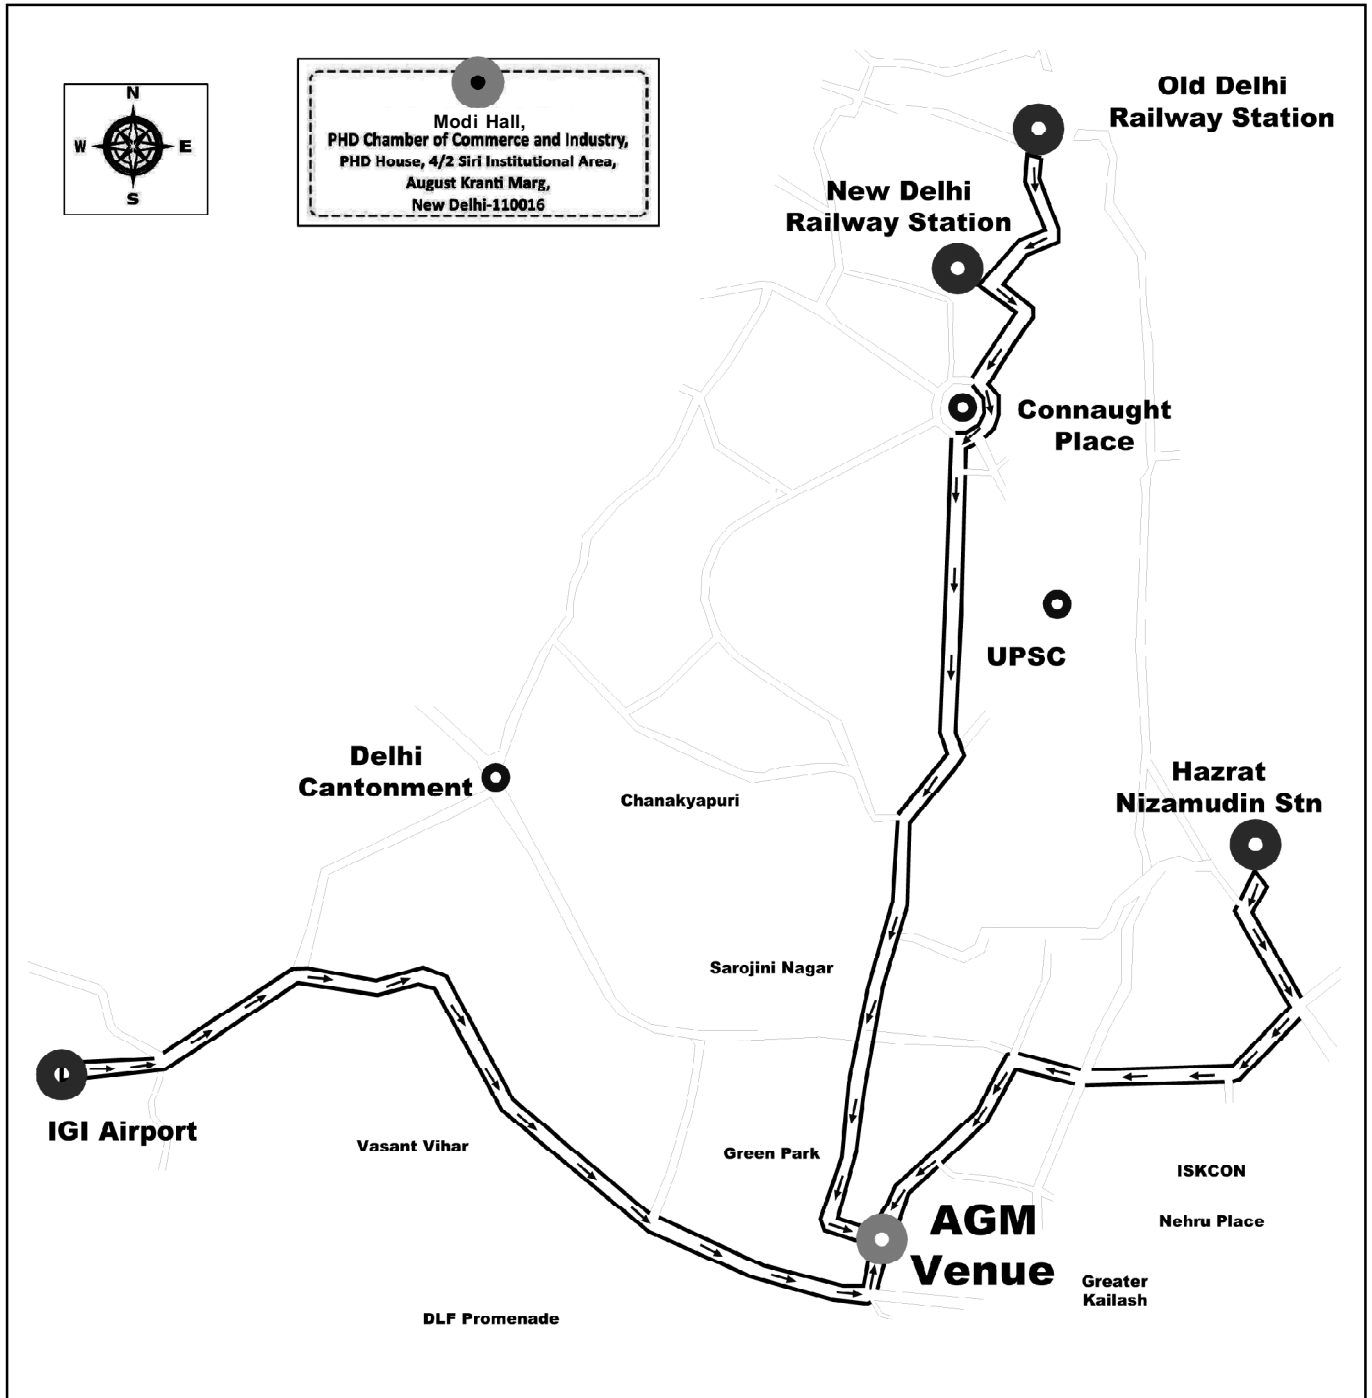 N
W E
S
Modi Hall,
PHD Chamber of Commerce and Industry,
PHD House, 4/2 Siri Institutional Area,
August Kranti Marg,
New Delhi-110016
Old Delhi
Railway Station
New Delhi
Railway Station
Connaught
Place
UPSC
Delhi
Cantonment
Chanakyapuri
Hazrat
Nizamudin Stn
Sarojini Nagar
IGI Airport
Vasant Vihar
Green Park
ISKCON
Nehru Place
AGM
Venue
Greater
Kailash
DLF Promenade